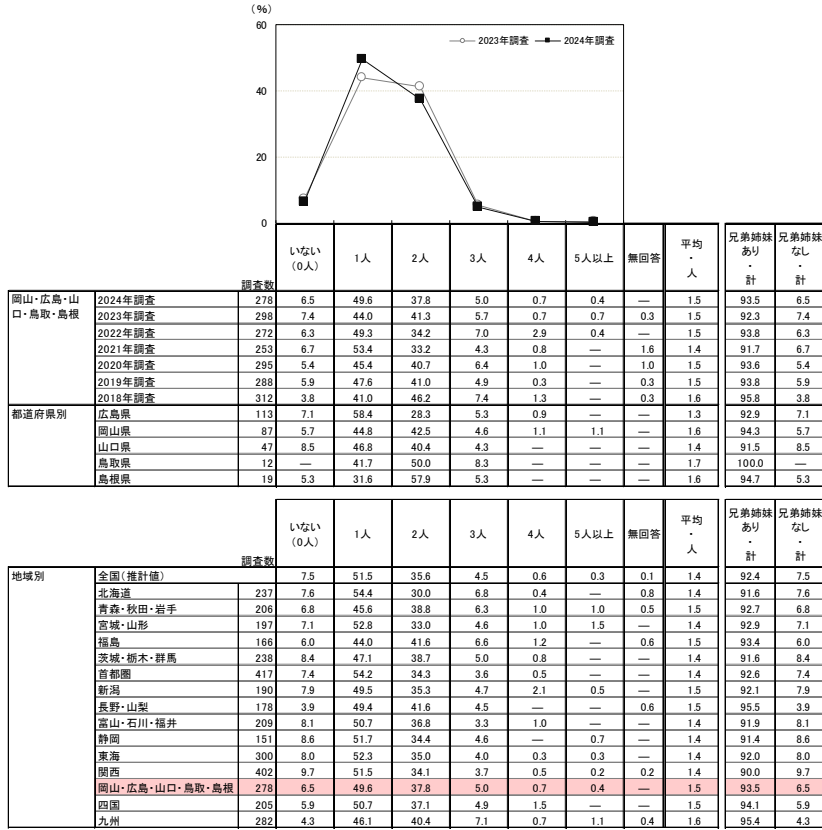 (%)
60
40
20
0
2023年調査 2024年調査
調査数 いない(0人) 1人 2人 3人 4人 5人以上 無回答 平均・人 兄弟姉妹あり・計 兄弟姉妹なし・計
岡山・広島・山口・鳥取・島根 2024年調査 278 6.5 49.6 37.8 5.0 0.7 0.4 — 1.5 93.5 6.5
2023年調査 298 7.4 44.0 41.3 5.7 0.7 0.7 0.3 1.5 92.3 7.4
2022年調査 272 6.3 49.3 34.2 7.0 2.9 0.4 — 1.5 93.8 6.3
2021年調査 253 6.7 53.4 33.2 4.3 0.8 — 1.6 1.4 91.7 6.7
2020年調査 295 5.4 45.4 40.7 6.4 1.0 — 1.0 1.5 93.6 5.4
2019年調査 288 5.9 47.6 41.0 4.9 0.3 — 0.3 1.5 93.8 5.9
2018年調査 312 3.8 41.0 46.2 7.4 1.3 — 0.3 1.6 95.8 3.8
都道府県別 広島県 113 7.1 58.4 28.3 5.3 0.9 — — 1.3 92.9 7.1
岡山県 87 5.7 44.8 42.5 4.6 1.1 1.1 — 1.6 94.3 5.7
山口県 47 8.5 46.8 40.4 4.3 — — — 1.4 91.5 8.5
鳥取県 12 — 41.7 50.0 8.3 — — — 1.7 100.0 —
島根県 19 5.3 31.6 57.9 5.3 — — — 1.6 94.7 5.3
調査数 いない(0人) 1人 2人 3人 4人 5人以上 無回答 平均・人 兄弟姉妹あり・計 兄弟姉妹なし・計
地域別 全国(推計値) 7.5 51.5 35.6 4.5 0.6 0.3 0.1 1.4 92.4 7.5
北海道 237 7.6 54.4 30.0 6.8 0.4 — 0.8 1.4 91.6 7.6
青森・秋田・岩手 206 6.8 45.6 38.8 6.3 1.0 1.0 0.5 1.5 92.7 6.8
宮城・山形 197 7.1 52.8 33.0 4.6 1.0 1.5 — 1.4 92.9 7.1
福島 166 6.0 44.0 41.6 6.6 1.2 — 0.6 1.5 93.4 6.0
茨城・栃木・群馬 238 8.4 47.1 38.7 5.0 0.8 — — 1.4 91.6 8.4
首都圏 417 7.4 54.2 34.3 3.6 0.5 — — 1.4 92.6 7.4
新潟 190 7.9 49.5 35.3 4.7 2.1 0.5 — 1.5 92.1 7.9
長野・山梨 178 3.9 49.4 41.6 4.5 — — 0.6 1.5 95.5 3.9
富山・石川・福井 209 8.1 50.7 36.8 3.3 1.0 — — 1.4 91.9 8.1
静岡 151 8.6 51.7 34.4 4.6 — 0.7 — 1.4 91.4 8.6
東海 300 8.0 52.3 35.0 4.0 0.3 0.3 — 1.4 92.0 8.0
関西 402 9.7 51.5 34.1 3.7 0.5 0.2 0.2 1.4 90.0 9.7
岡山・広島・山口・鳥取・島根 278 6.5 49.6 37.8 5.0 0.7 0.4 — 1.5 93.5 6.5
四国 205 5.9 50.7 37.1 4.9 1.5 — — 1.5 94.1 5.9
九州 282 4.3 46.1 40.4 7.1 0.7 1.1 0.4 1.6 95.4 4.3